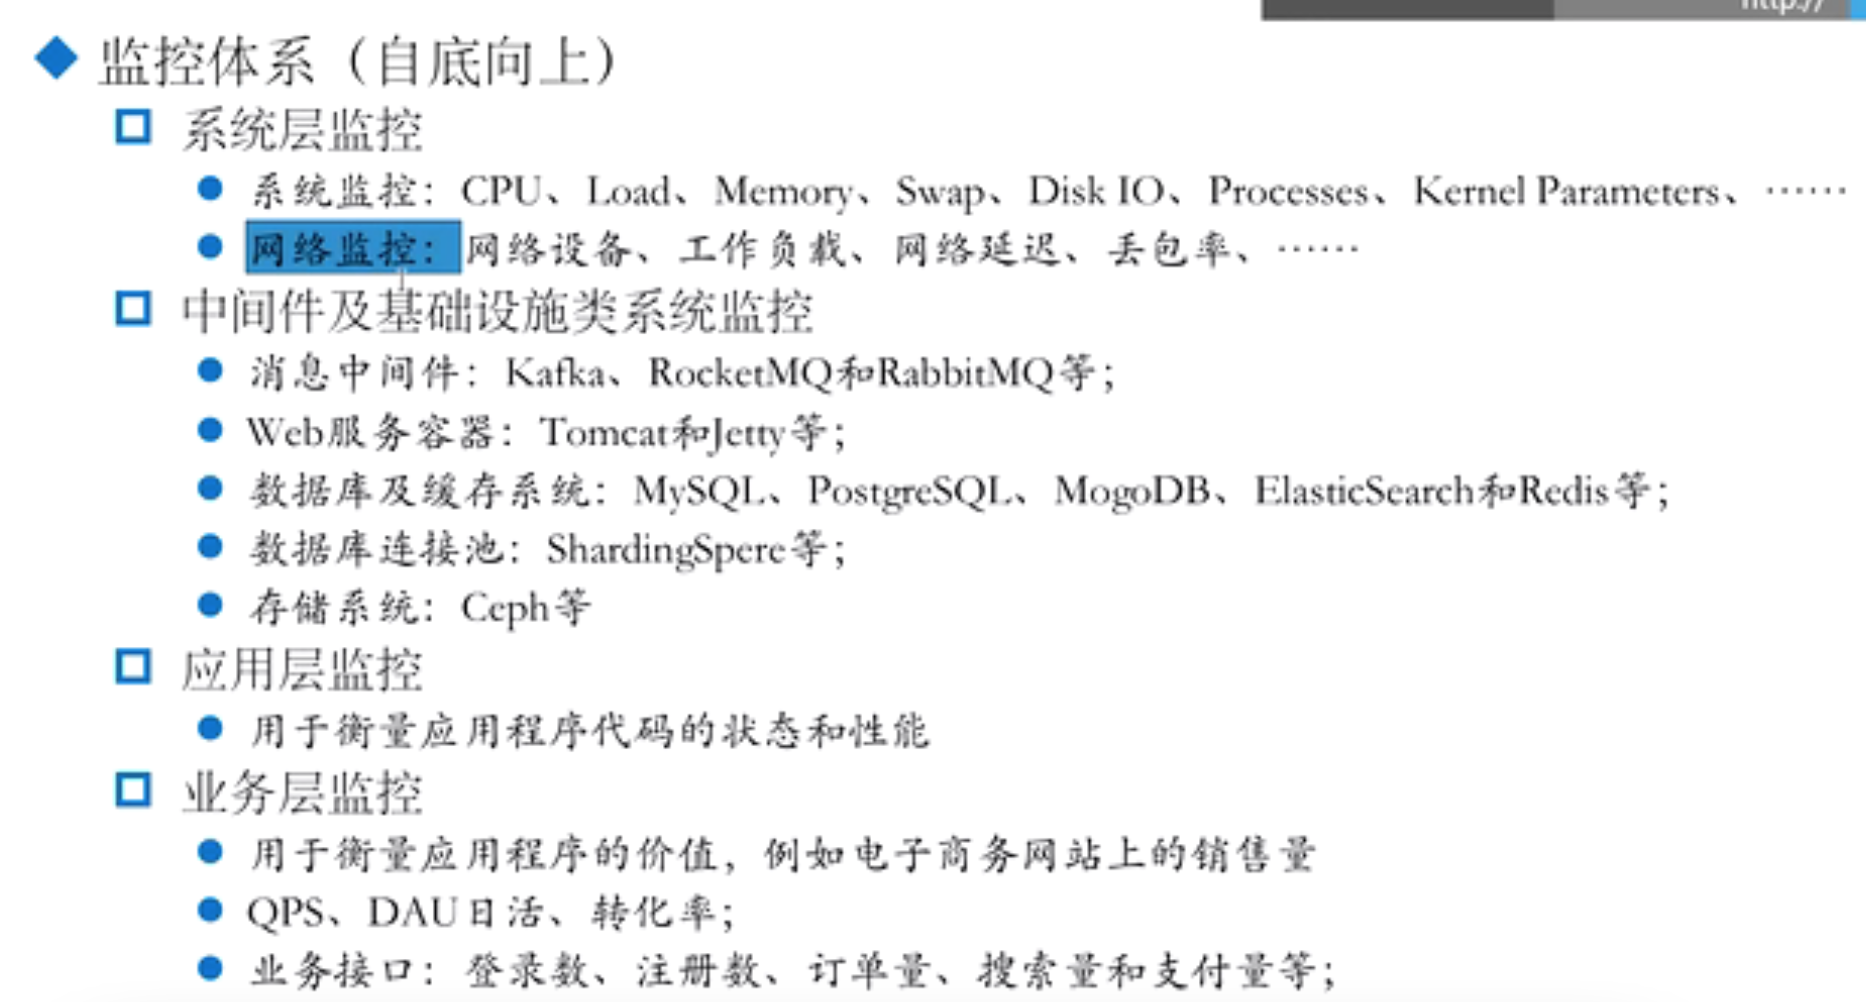 http://
监控体系（自底向上）
系统层监控
系统监控：CPU、Load、Memory、Swap、Disk IO、Processes、Kernel Parameters、……
网络监控：网络设备、工作负载、网络延迟、丢包率、……
中间件及基础设施类系统监控
消息中间件：Kafka、RocketMQ和RabbitMQ等；
Web服务容器：Tomcat和Jetty等；
数据库及缓存系统：MySQL、PostgreSQL、MogoDB、ElasticSearch和Redis等；
数据库连接池：ShardingSpere等；
存储系统：Ceph等
应用层监控
用于衡量应用程序代码的状态和性能
业务层监控
用于衡量应用程序的价值，例如电子商务网站上的销售量
QPS、DAU日活、转化率；
业务接口：登录数、注册数、订单量、搜索量和支付量等；